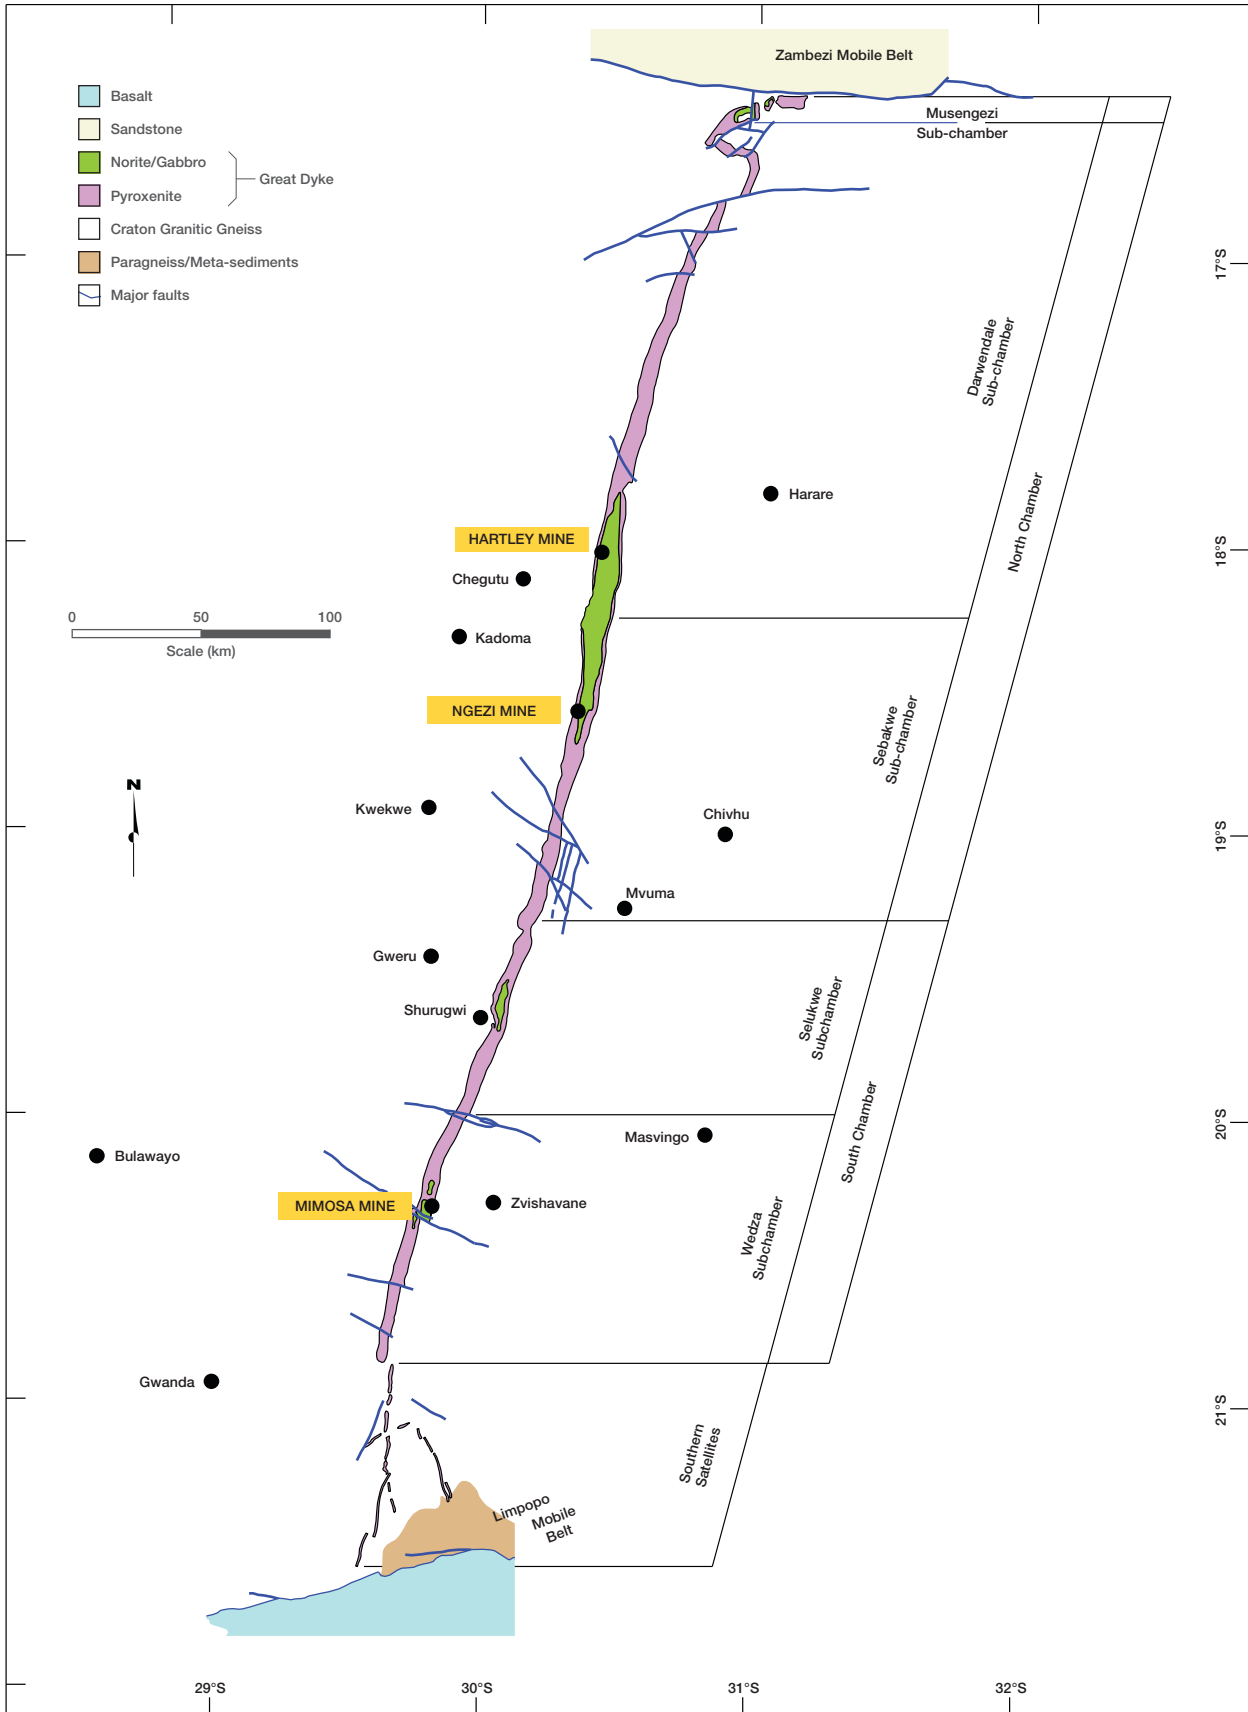 Zambezi Mobile Belt
Basalt
Sandstone
Norite/Gabbro
Pyroxenite
Great Dyke
Craton Granitic Gneiss
Paragneiss/Meta-sediments
Major faults
Musengezi
Sub-chamber
17°S
Darwendale
Sub-chamber
Harare
North Chamber
HARTLEY MINE
18°S
Chegutu
0 50 100
Scale (km)
Kadoma
NGEZI MINE
Sebakwe
Sub-chamber
N
Kwekwe
Chivhu
19°S
Mvuma
Gweru
Shurugwi
Selukwe
Subchamber
South Chamber
20°S
Masvingo
Bulawayo
MIMOSA MINE
Zvishavane
Wedza
Subchamber
Gwanda
21°S
Southern
Satellites
Limpopo
Mobile
Belt
29°S 30°S 31°S 32°S